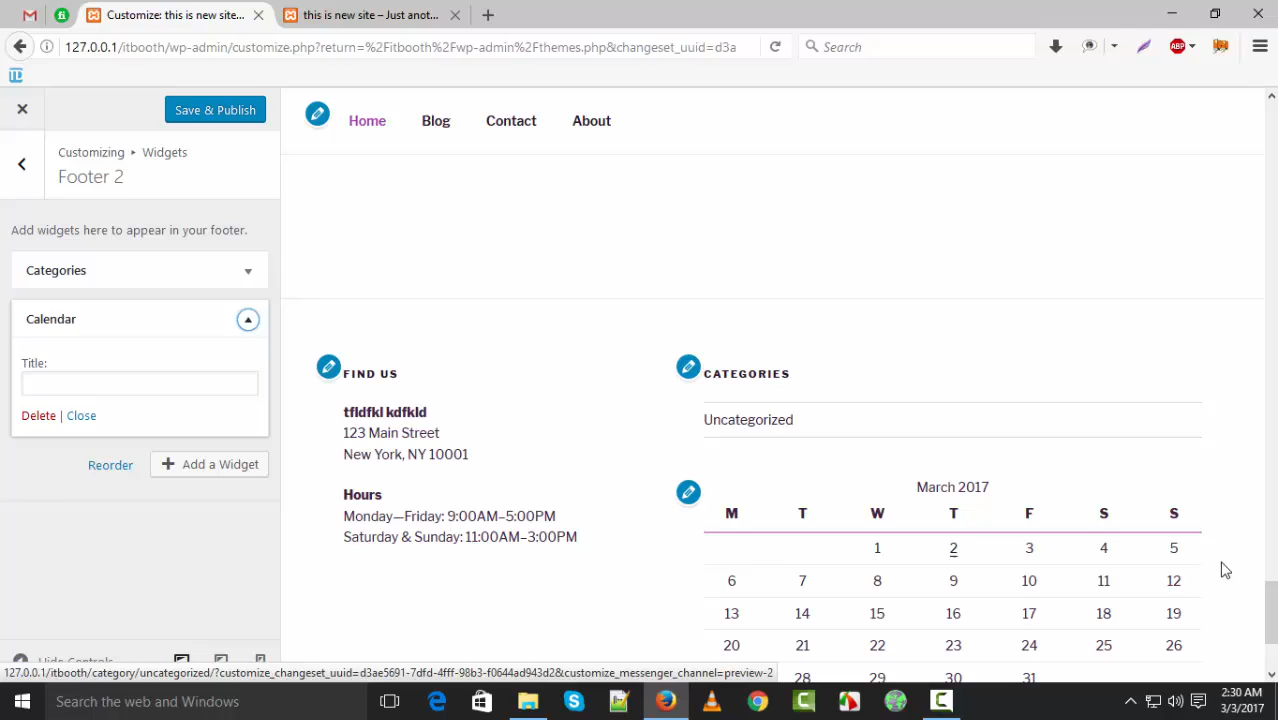 Customize: this is new site...
this is new site – Just anot...
127.0.0.1/itbooth/wp-admin/customize.php?return=%2Fitbooth%2Fwp-admin%2Fthemes.php&changeset_uuid=d3a
Search
ABP
TD
Save & Publish
Customizing ▸ Widgets
Footer 2
Add widgets here to appear in your footer.
Categories
Calendar
Title:
Delete | Close
Reorder
Add a Widget
Hide Controls
Home Blog Contact About
FIND US
tfldfkl kdfkld
123 Main Street
New York, NY 10001
Hours
Monday—Friday: 9:00AM–5:00PM
Saturday & Sunday: 11:00AM–3:00PM
CATEGORIES
Uncategorized
March 2017
M T W T F S S
1 2 3 4 5
6 7 8 9 10 11 12
13 14 15 16 17 18 19
20 21 22 23 24 25 26
28 29 30 31
127.0.0.1/itbooth/category/uncategorized/?customize_changeset_uuid=d3ae5691-7dfd-4fff-98b3-f0644ad943d2&customize_messenger_channel=preview-2
Search the web and Windows
2:30 AM
3/3/2017